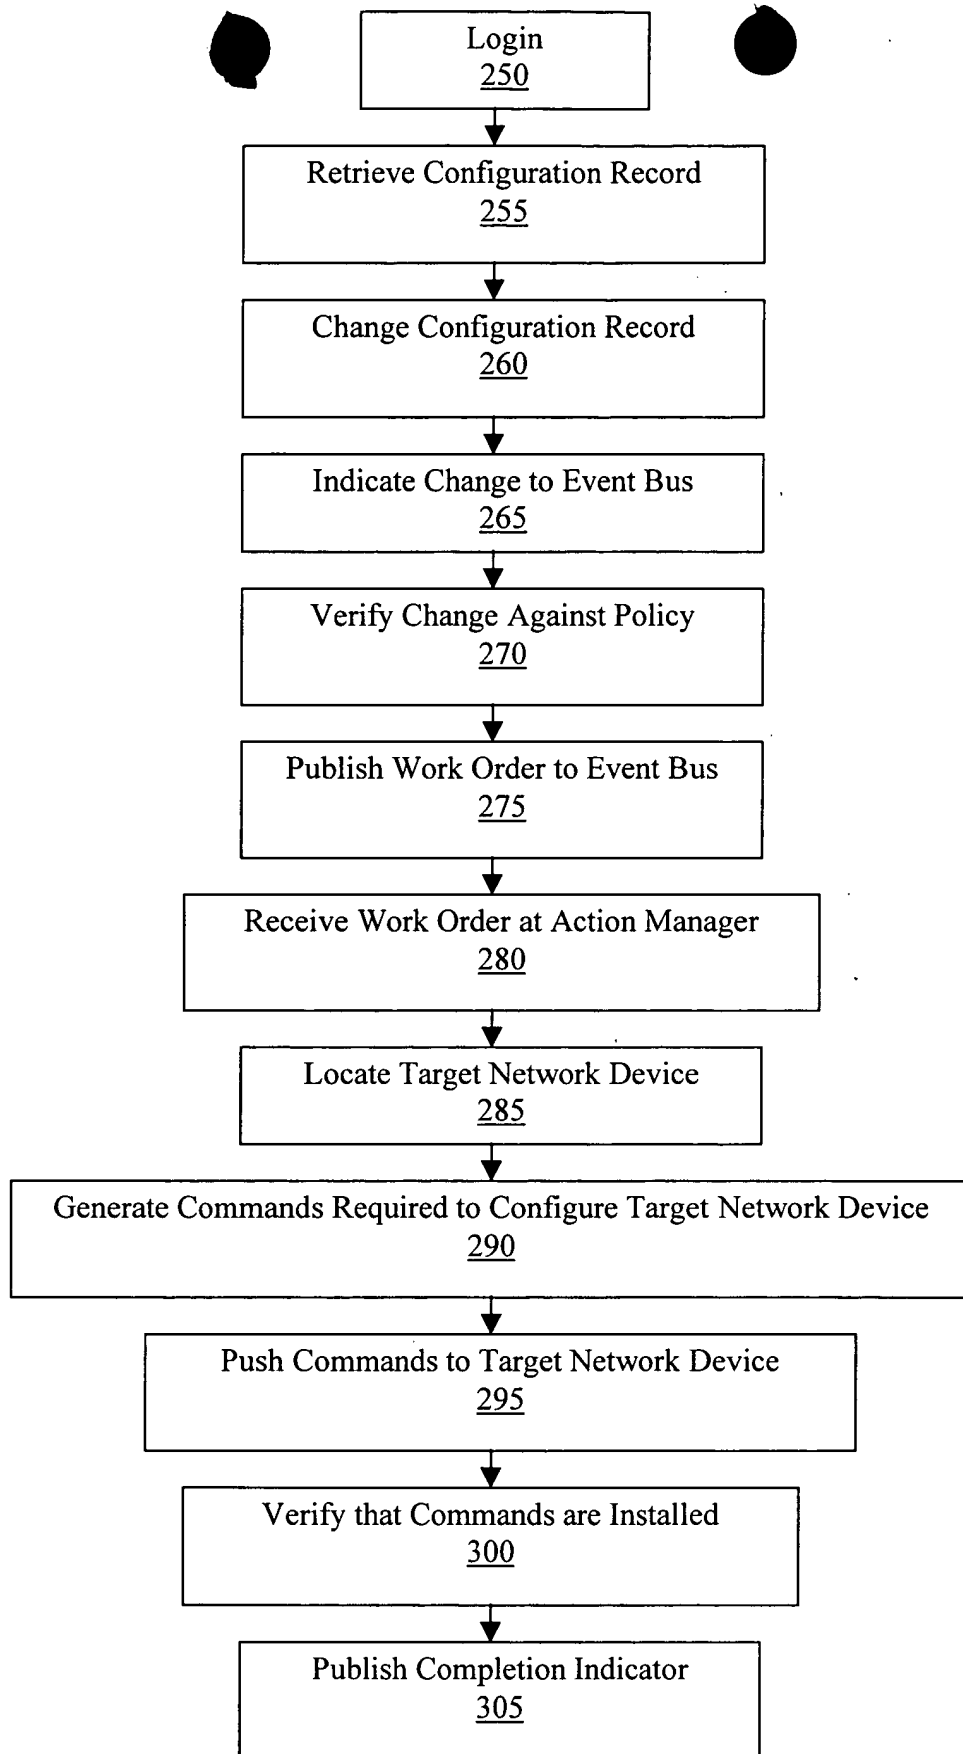 Login
250
Retrieve Configuration Record
255
Change Configuration Record
260
Indicate Change to Event Bus
265
Verify Change Against Policy
270
Publish Work Order to Event Bus
275
Receive Work Order at Action Manager
280
Locate Target Network Device
285
Generate Commands Required to Configure Target Network Device
290
Push Commands to Target Network Device
295
Verify that Commands are Installed
300
Publish Completion Indicator
305